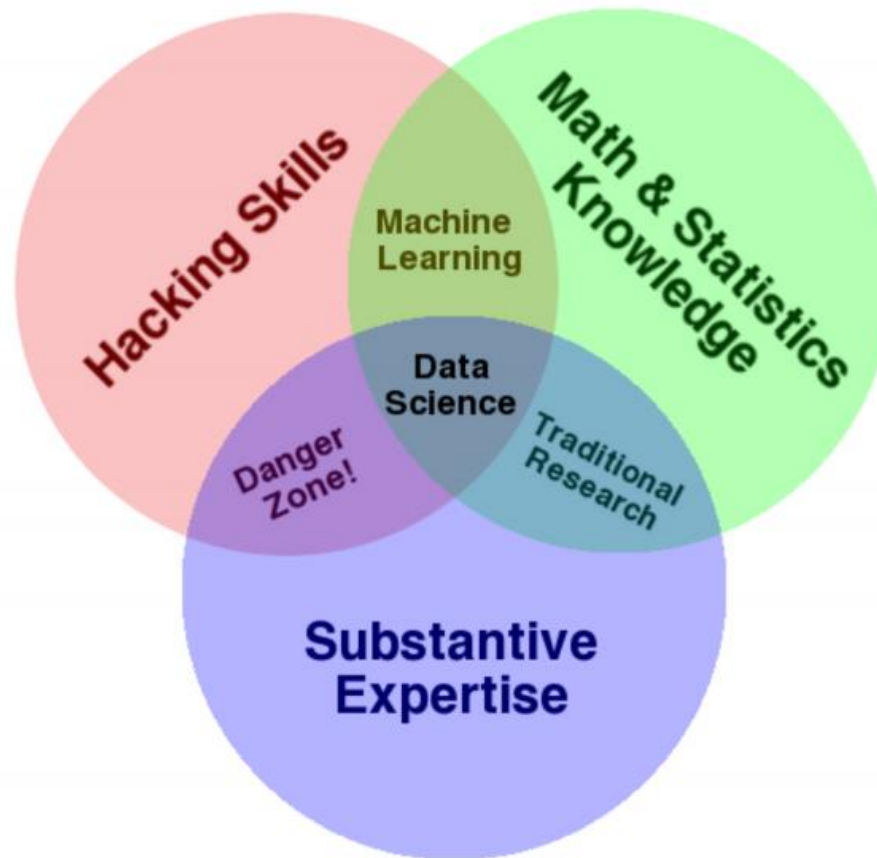 Hacking Skills
Math & Statistics
Knowledge
Machine
Learning
Data
Science
Danger
Zone!
Traditional
Research
Substantive
Expertise